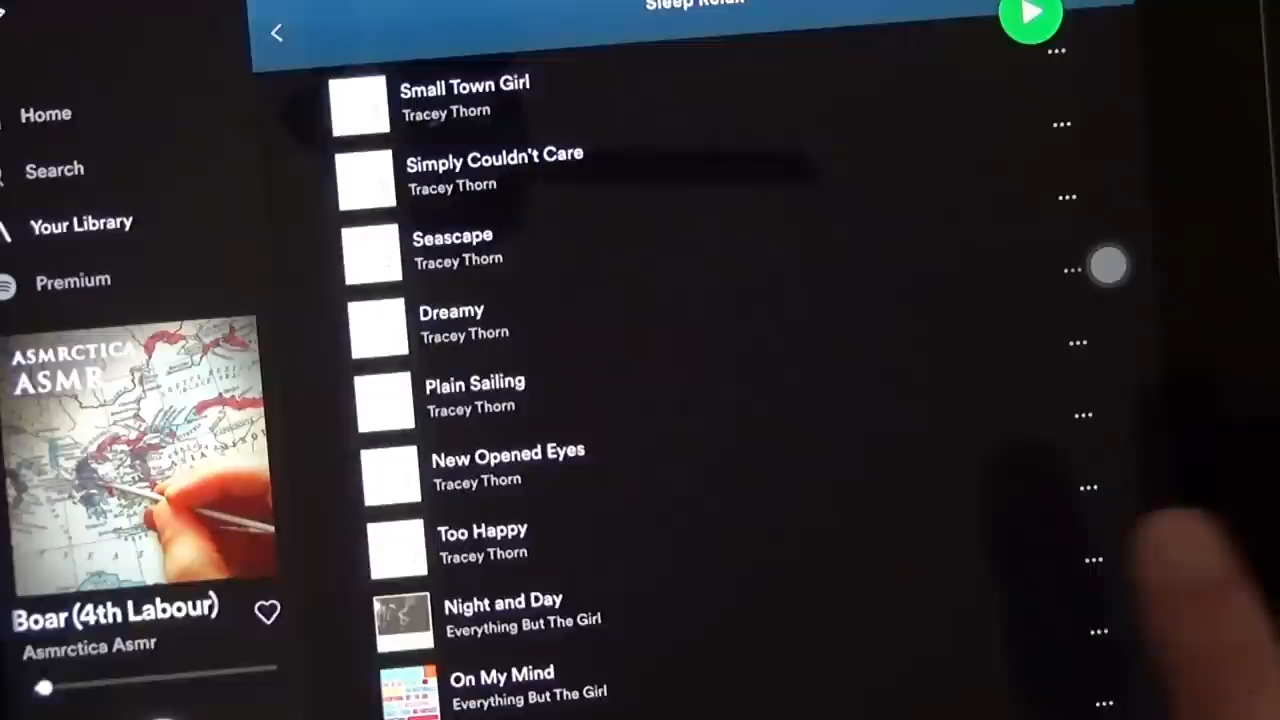 Sleep Relax
Home
Search
Your Library
Premium
ASMRCTICA
ASMR
Boar (4th Labour)
Asmrctica Asmr
Small Town Girl
Tracey Thorn
Simply Couldn't Care
Tracey Thorn
Seascape
Tracey Thorn
Dreamy
Tracey Thorn
Plain Sailing
Tracey Thorn
New Opened Eyes
Tracey Thorn
Too Happy
Tracey Thorn
Night and Day
Everything But The Girl
On My Mind
Everything But The Girl